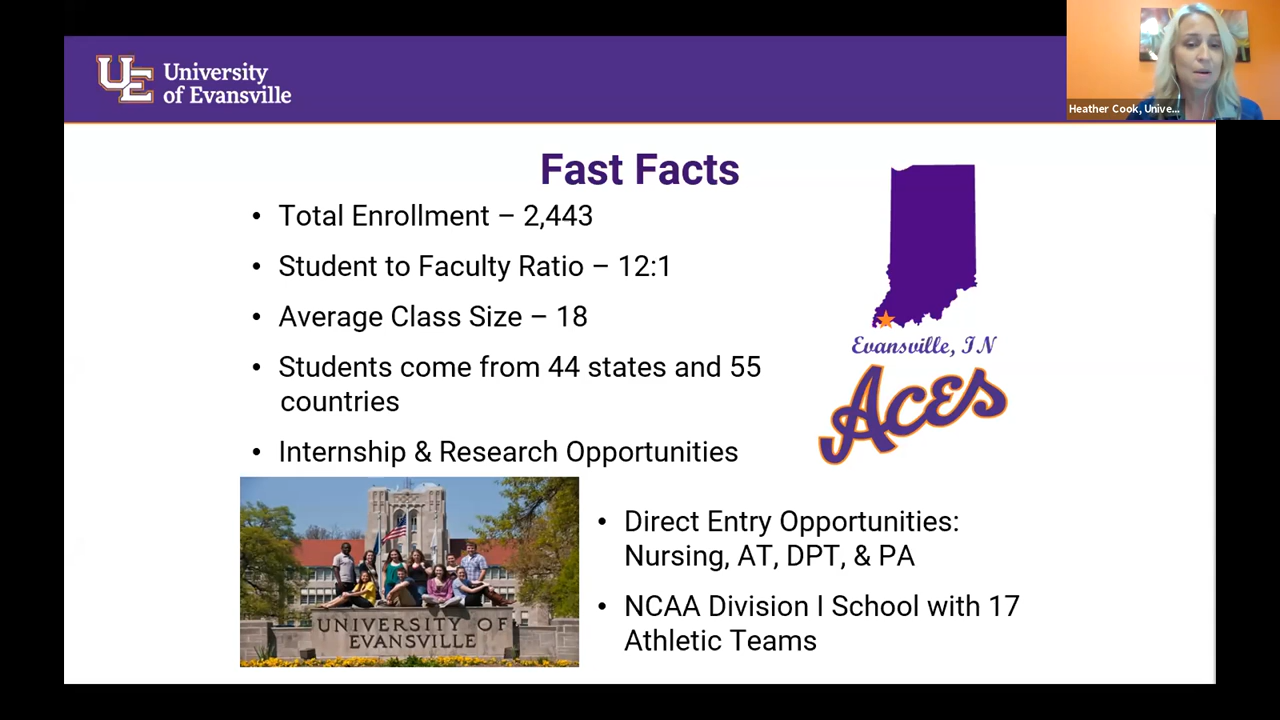 UE University
of Evansville
Heather Cook, Unive...
Fast Facts
• Total Enrollment – 2,443
• Student to Faculty Ratio – 12:1
• Average Class Size – 18
• Students come from 44 states and 55
countries
• Internship & Research Opportunities
Evansville, IN
Aces
UNIVERSITY OF
EVANSVILLE
• Direct Entry Opportunities:
Nursing, AT, DPT, & PA
• NCAA Division I School with 17
Athletic Teams